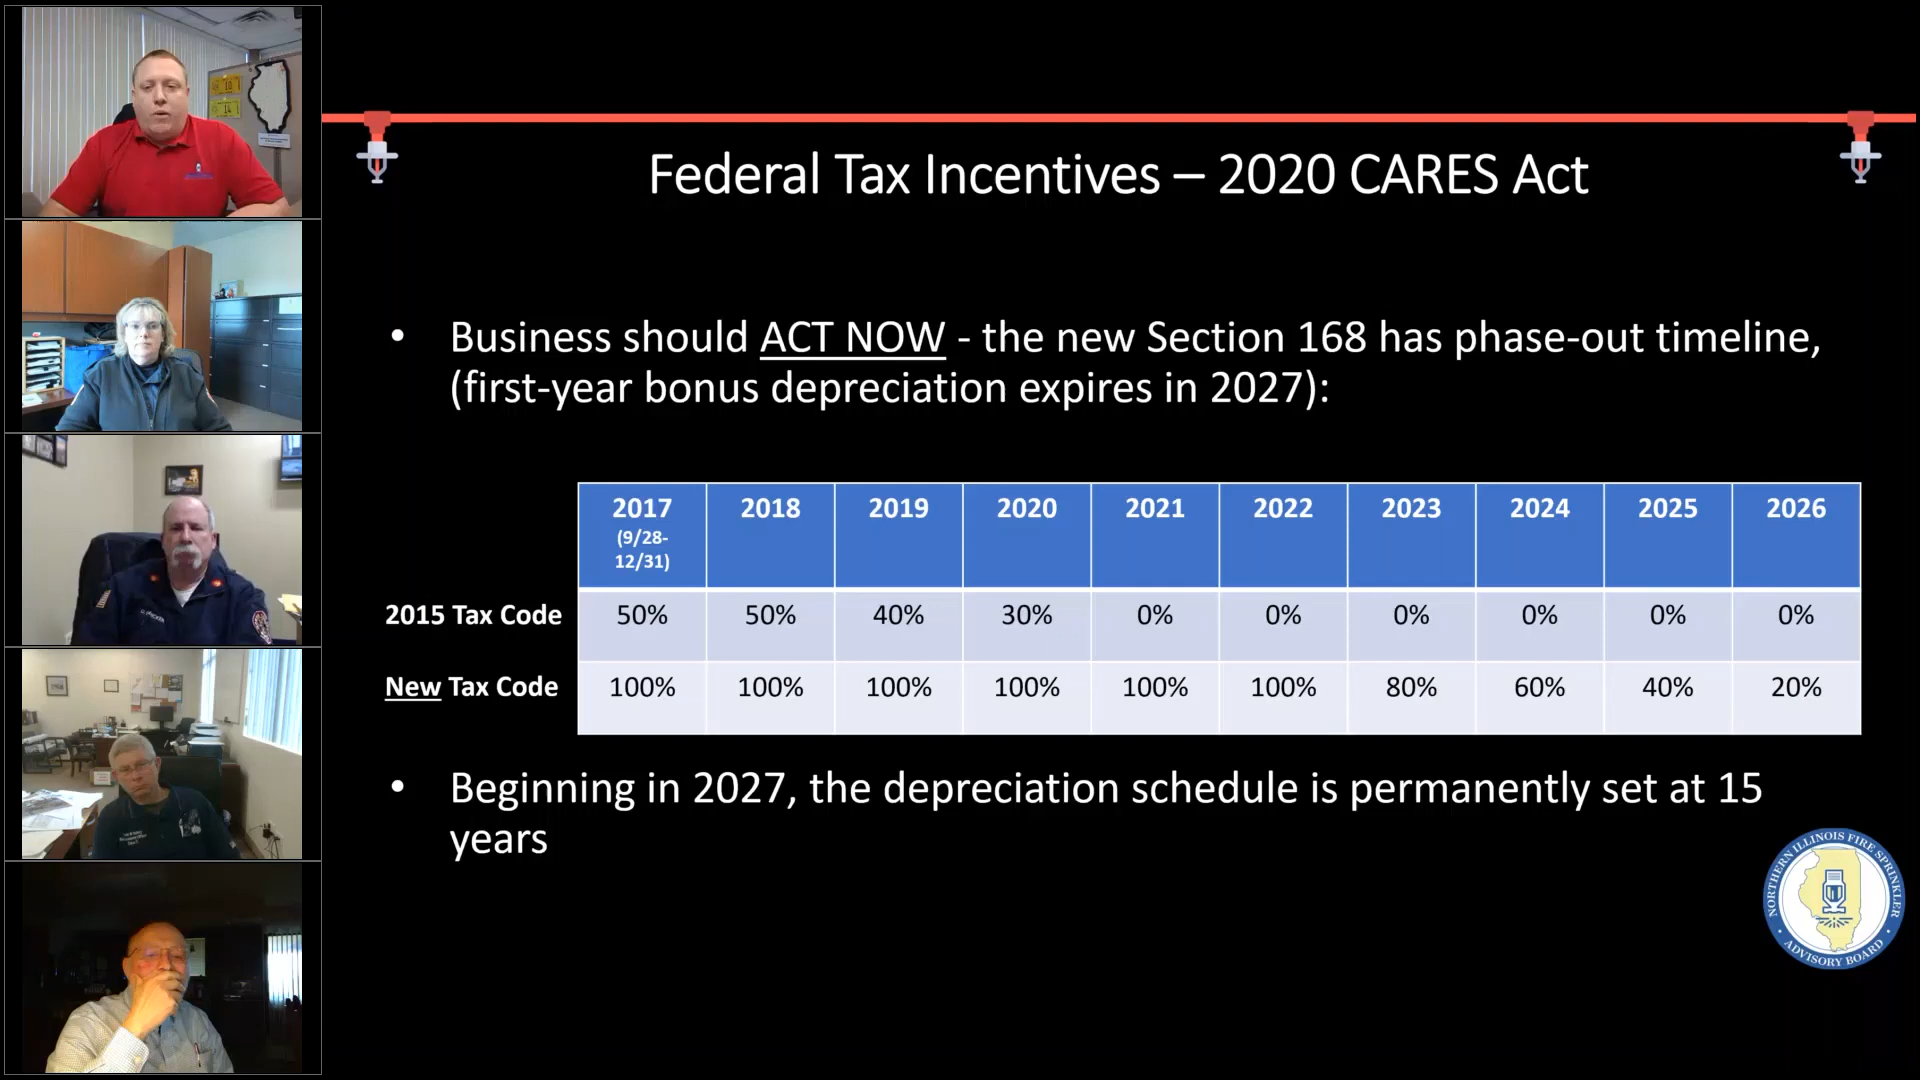 Federal Tax Incentives – 2020 CARES Act
• Business should ACT NOW - the new Section 168 has phase-out timeline,
(first-year bonus depreciation expires in 2027):
2017 2018 2019 2020 2021 2022 2023 2024 2025 2026
(9/28-
12/31)
2015 Tax Code 50% 50% 40% 30% 0% 0% 0% 0% 0% 0%
New Tax Code 100% 100% 100% 100% 100% 100% 80% 60% 40% 20%
• Beginning in 2027, the depreciation schedule is permanently set at 15
years
NORTHERN ILLINOIS FIRE SPRINKLER
ADVISORY BOARD
10
14